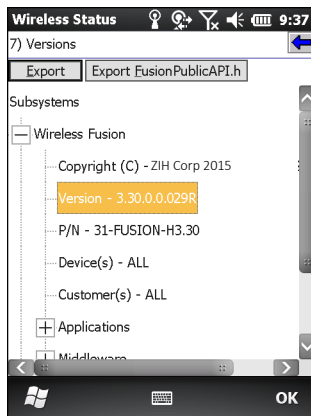 Wireless Status 9:37
7) Versions
Export Export FusionPublicAPI.h
Subsystems
Wireless Fusion
Copyright (C) - ZIH Corp 2015
Version - 3.30.0.0.029R
P/N - 31-FUSION-H3.30
Device(s) - ALL
Customer(s) - ALL
Applications
Middleware
OK